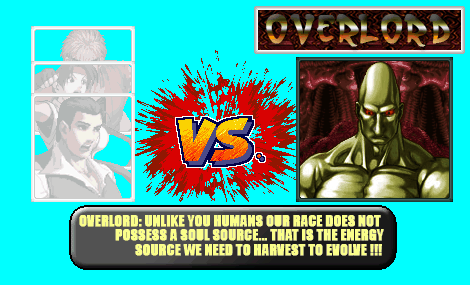 OVERLORD
VS.
OVERLORD: UNLIKE YOU HUMANS OUR RACE DOES NOT
POSSESS A SOUL SOURCE... THAT IS THE ENERGY
SOURCE WE NEED TO HARVEST TO EVOLVE !!!